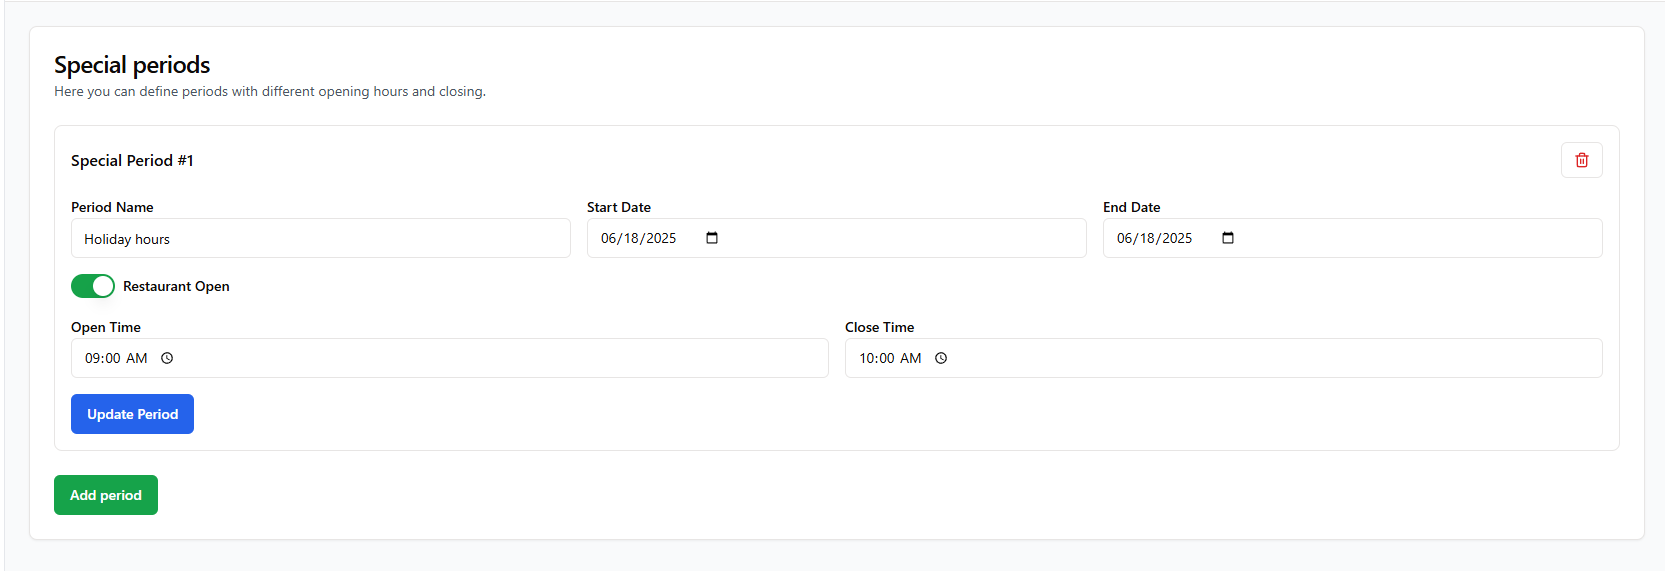 Special periods
Here you can define periods with different opening hours and closing.
Special Period #1
Period Name
Start Date
End Date
Holiday hours
06/18/2025
06/18/2025
Restaurant Open
Open Time
Close Time
09:00 AM
10:00 AM
Update Period
Add period